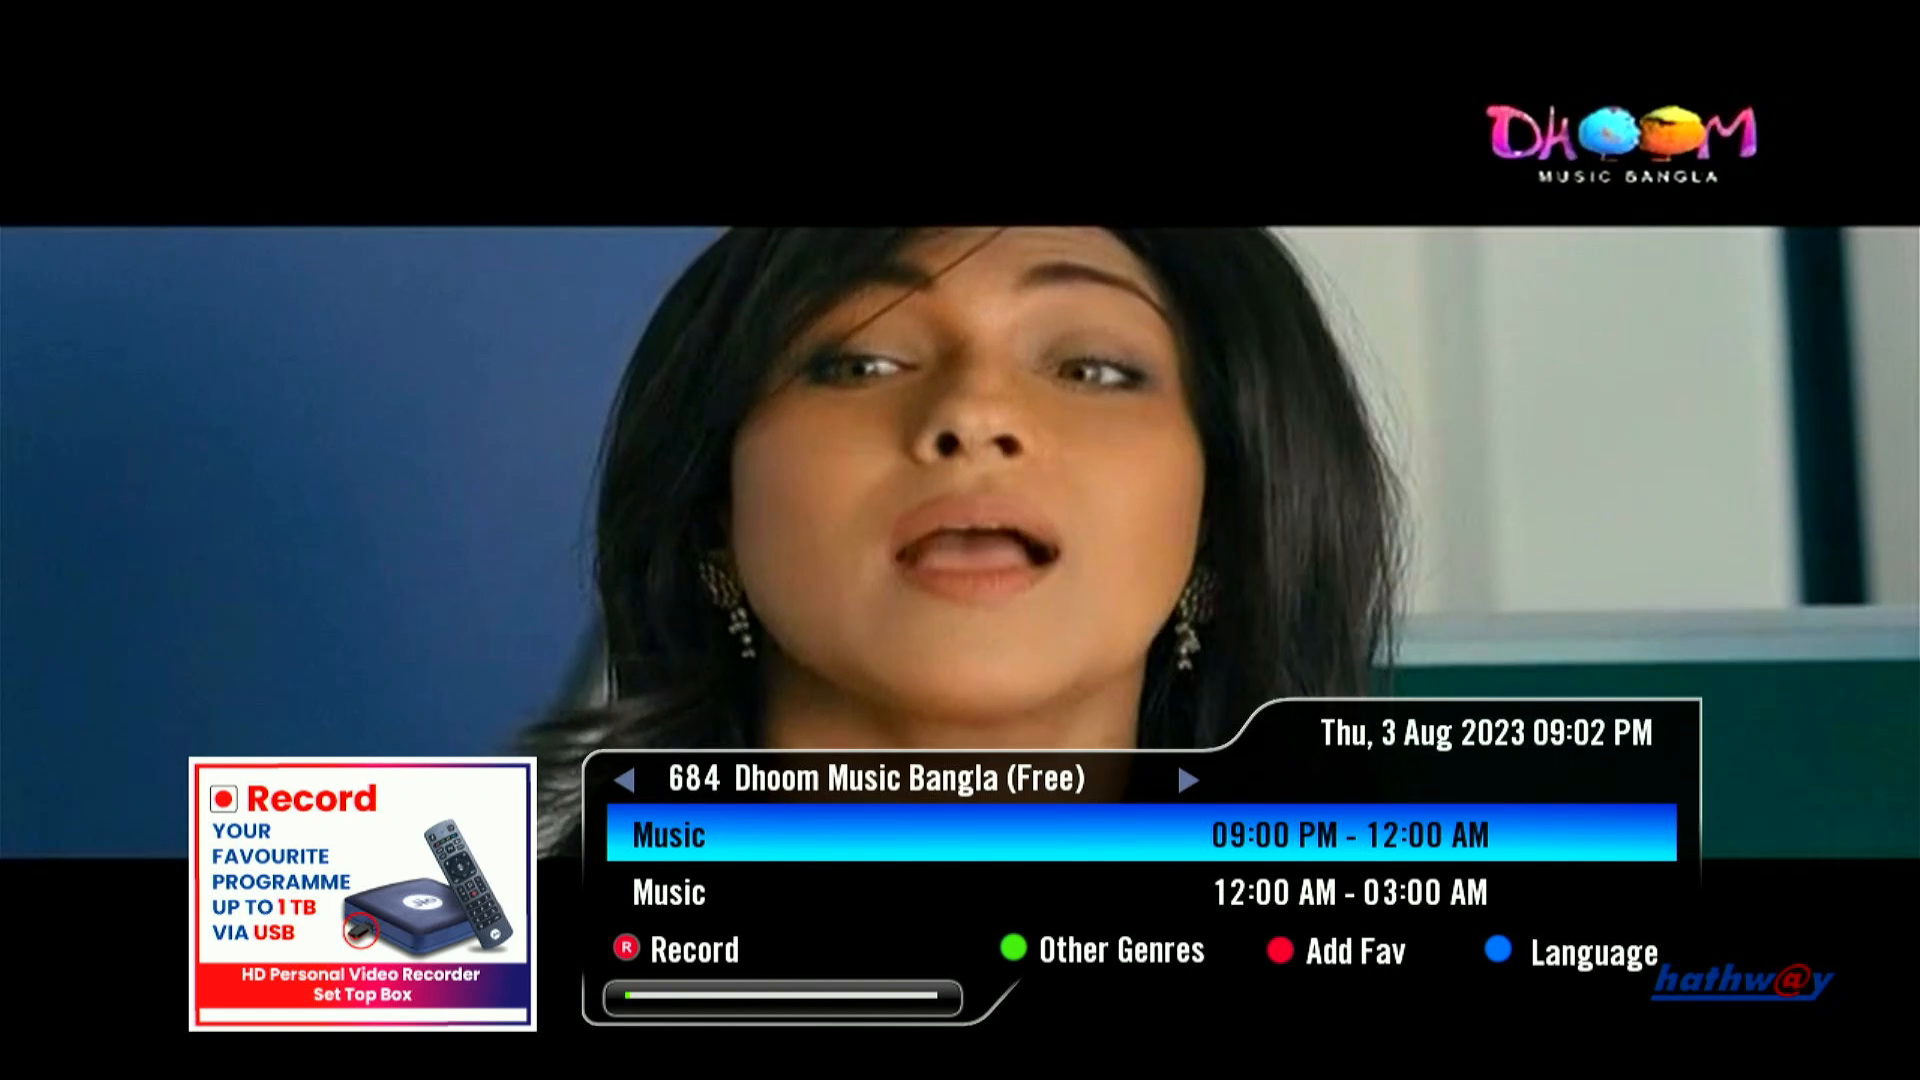 DHOOM
MUSIC BANGLA
Thu, 3 Aug 2023 09:02 PM
684 Dhoom Music Bangla (Free)
Music 09:00 PM - 12:00 AM
Music 12:00 AM - 03:00 AM
R Record Other Genres Add Fav Language
hathw@y
Record
YOUR
FAVOURITE
PROGRAMME
UP TO 1 TB
VIA USB
HD Personal Video Recorder
Set Top Box